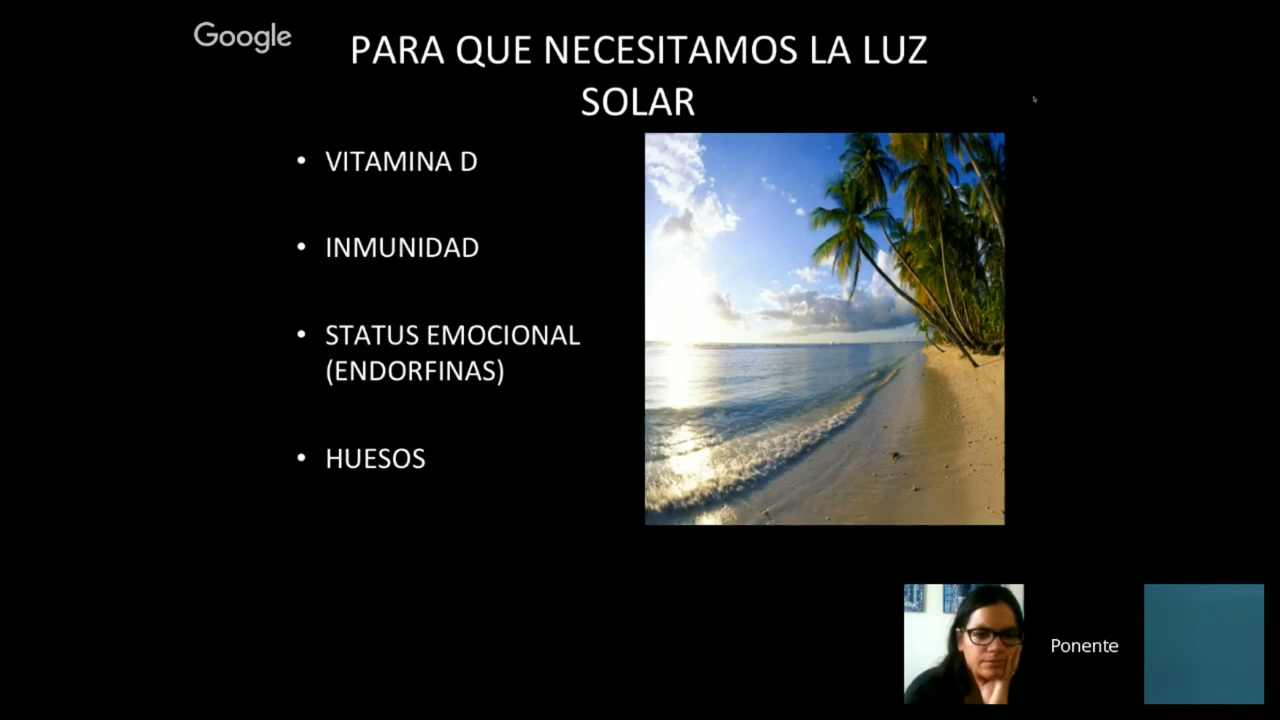 Google
PARA QUE NECESITAMOS LA LUZ
SOLAR
• VITAMINA D
• INMUNIDAD
• STATUS EMOCIONAL
(ENDORFINAS)
• HUESOS
Ponente